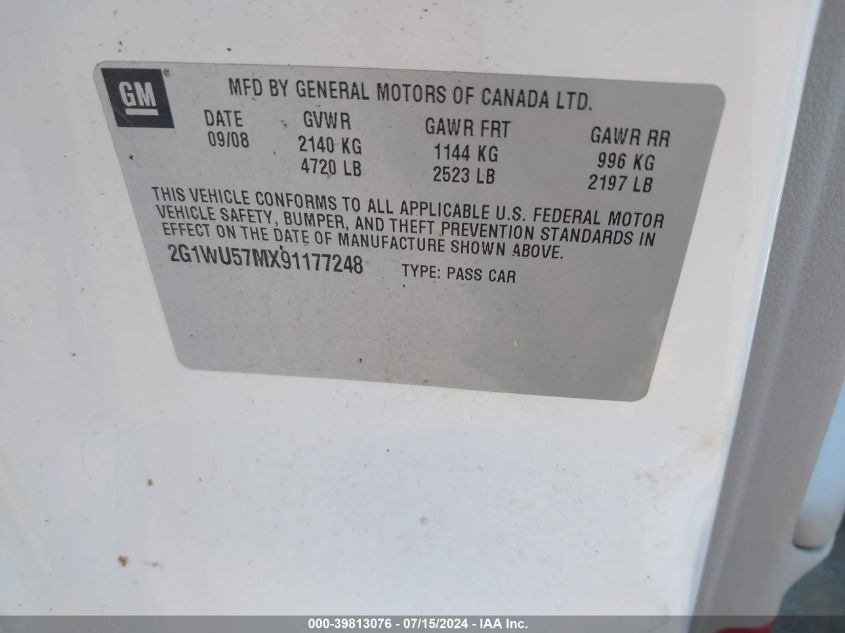 GM ® MFD BY GENERAL MOTORS OF CANADA LTD.
DATE GVWR GAWR FRT GAWR RR
09/08 2140 KG 1144 KG 996 KG
4720 LB 2523 LB 2197 LB
THIS VEHICLE CONFORMS TO ALL APPLICABLE U.S. FEDERAL MOTOR
VEHICLE SAFETY, BUMPER, AND THEFT PREVENTION STANDARDS IN
EFFECT ON THE DATE OF MANUFACTURE SHOWN ABOVE.
2G1WU57MX91177248 TYPE: PASS CAR
000-39813076 - 07/15/2024 - IAA Inc.